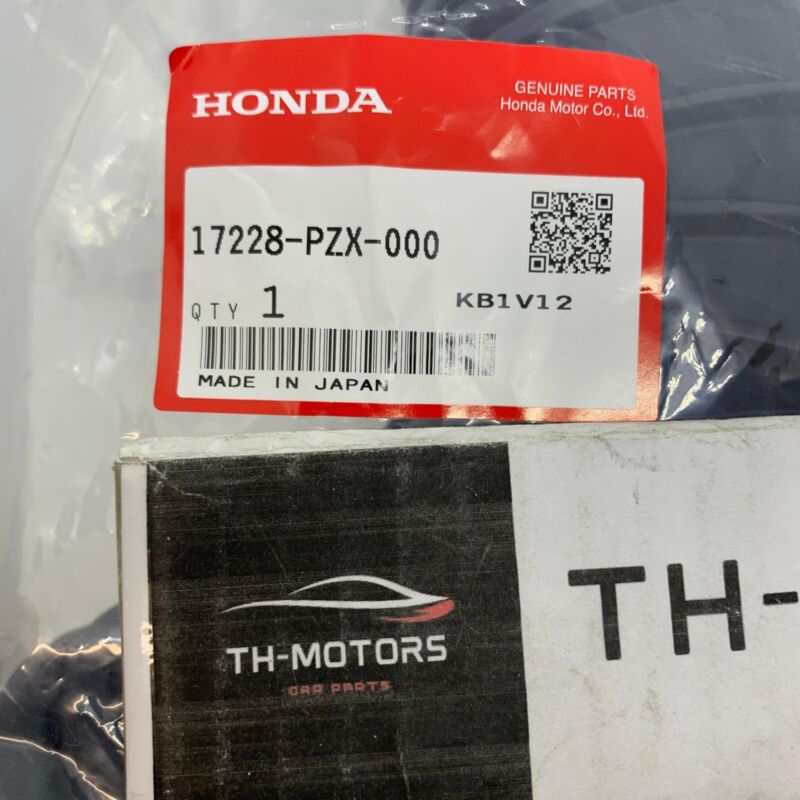 HONDA
GENUINE PARTS
Honda Motor Co., Ltd.
17228-PZX-000
QTY 1
KB1V12
MADE IN JAPAN
TH-MOTORS
CAR PARTS
TH-